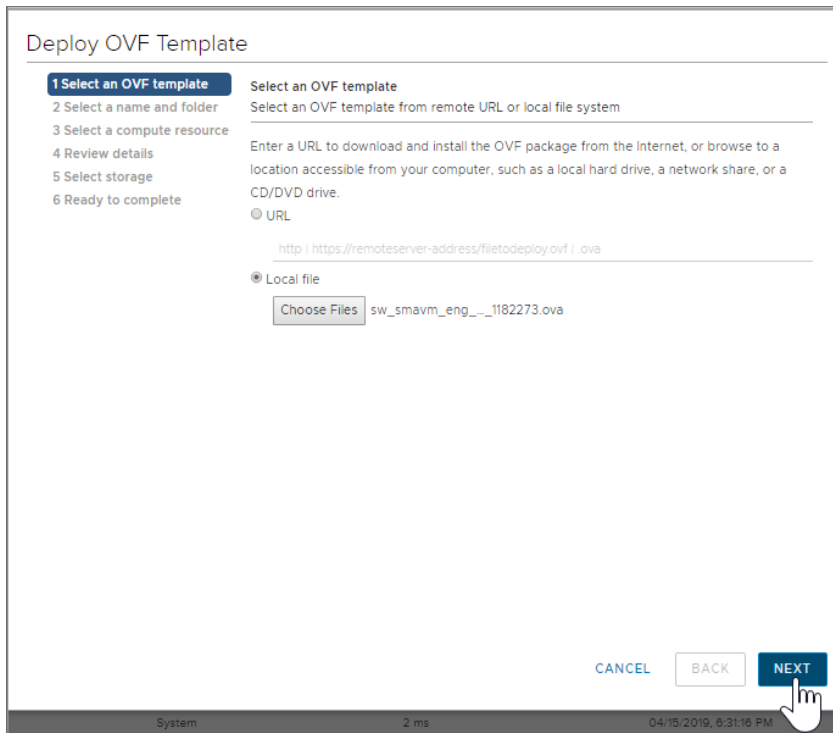 Deploy OVF Template
1 Select an OVF template
2 Select a name and folder
3 Select a compute resource
4 Review details
5 Select storage
6 Ready to complete
Select an OVF template
Select an OVF template from remote URL or local file system
Enter a URL to download and install the OVF package from the Internet, or browse to a
location accessible from your computer, such as a local hard drive, a network share, or a
CD/DVD drive.
URL
http | https://remoteserver-address/filetodeploy.ovf | .ova
Local file
Choose Files sw_smavm_eng_..._1182273.ova
CANCEL BACK NEXT
System 2 ms 04/15/2019, 6:31:16 PM